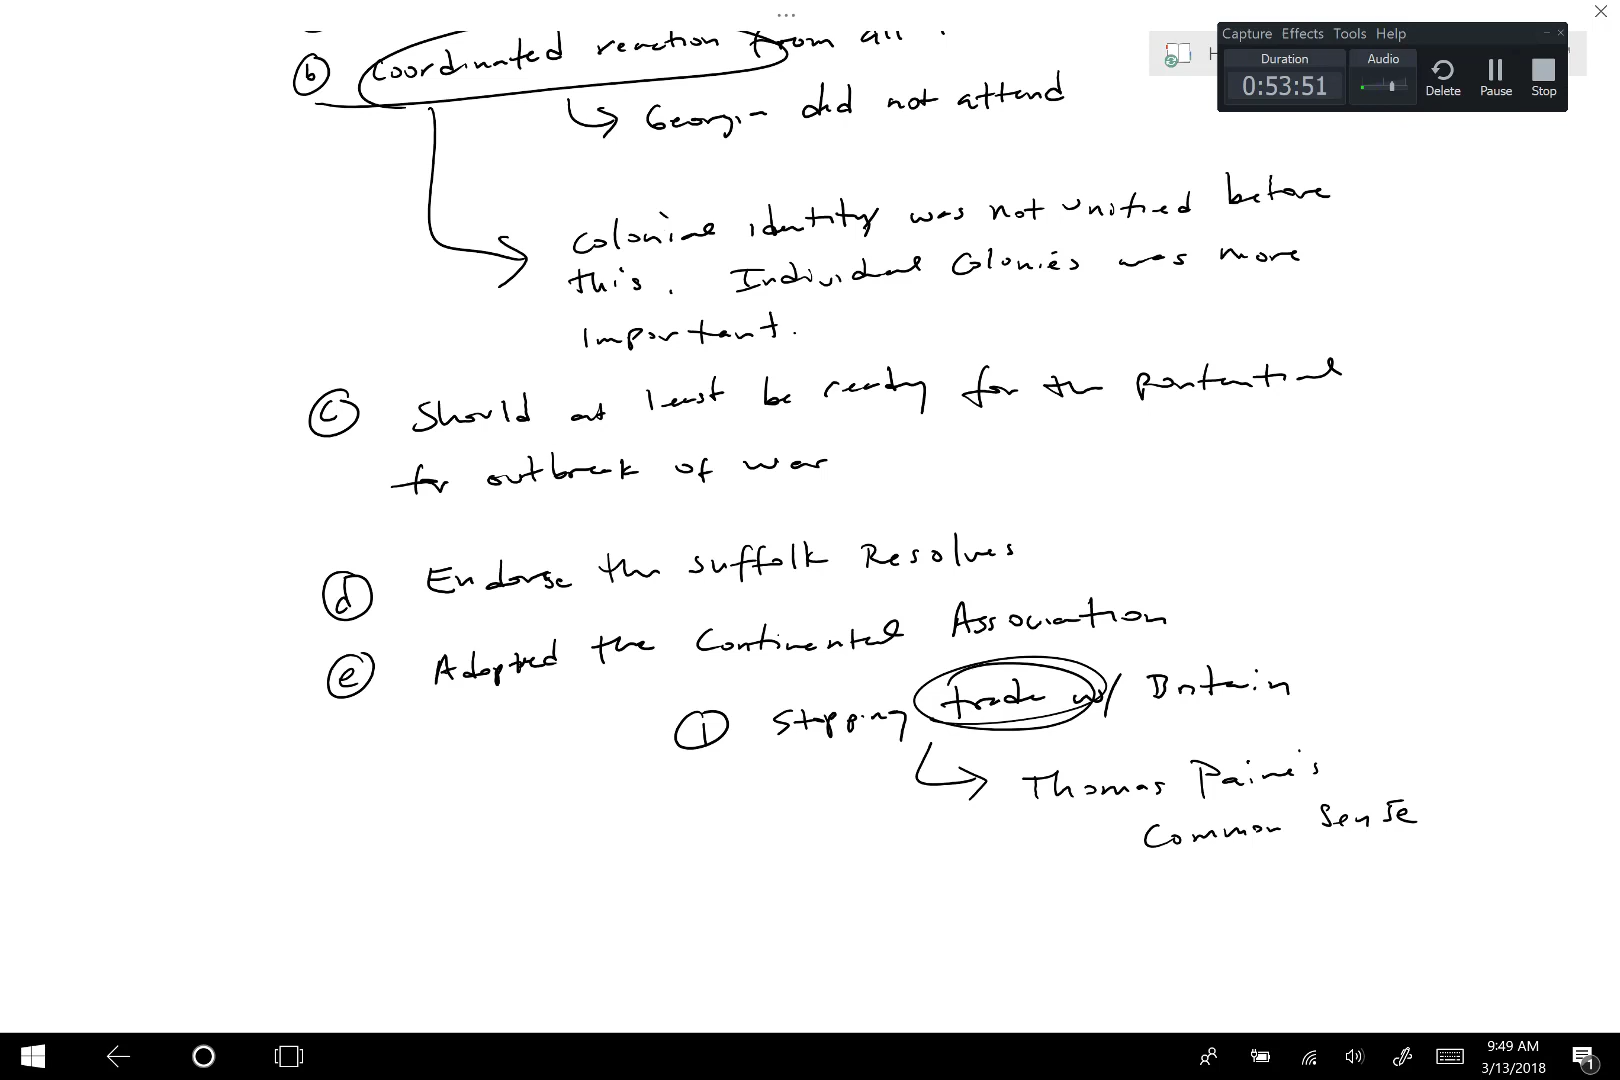 Capture Effects Tools Help
Duration
Audio
0:53:51
Delete
Pause
Stop
b Coordinated reaction from all
Georgia did not attend
Colonial identity was not unified before
this. Individual Colonies was more
important.
c Should at least be ready for the
for outbreak of war
d Endorse the Suffolk Resolves
e Adopted the Continental Association
1 Stopping trade w/ Britain
Thomas Paine's
Common Sense
9:49 AM
3/13/2018
1